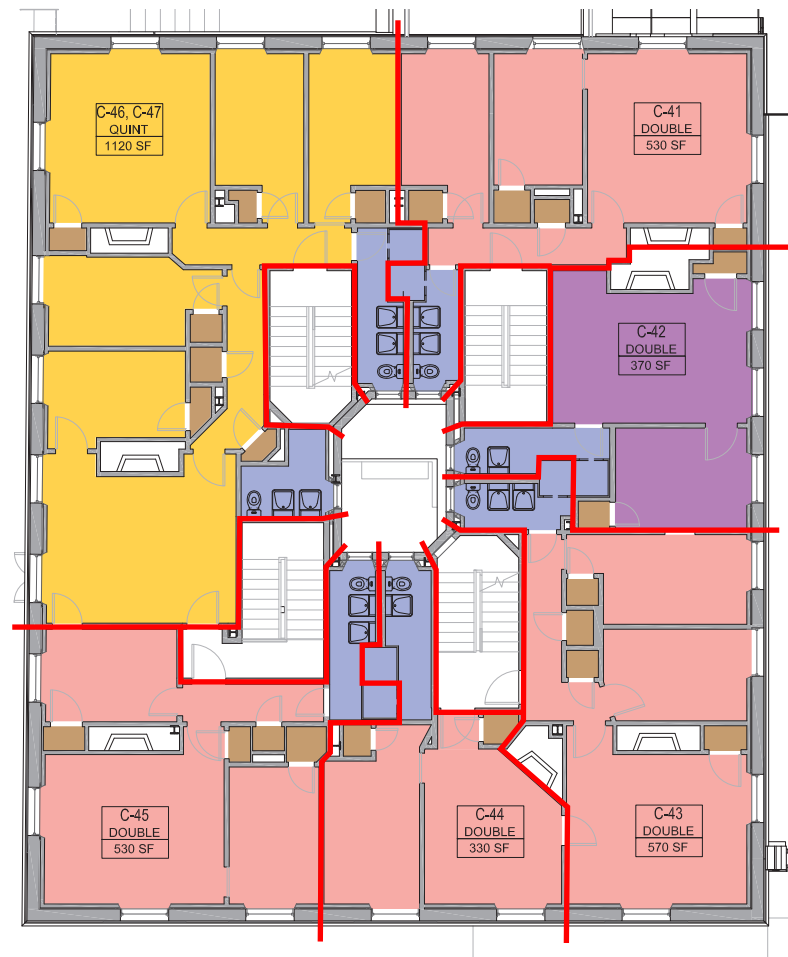 C-46, C-47
QUINT
1120 SF
C-41
DOUBLE
530 SF
C-42
DOUBLE
370 SF
C-45
DOUBLE
530 SF
C-44
DOUBLE
330 SF
C-43
DOUBLE
570 SF